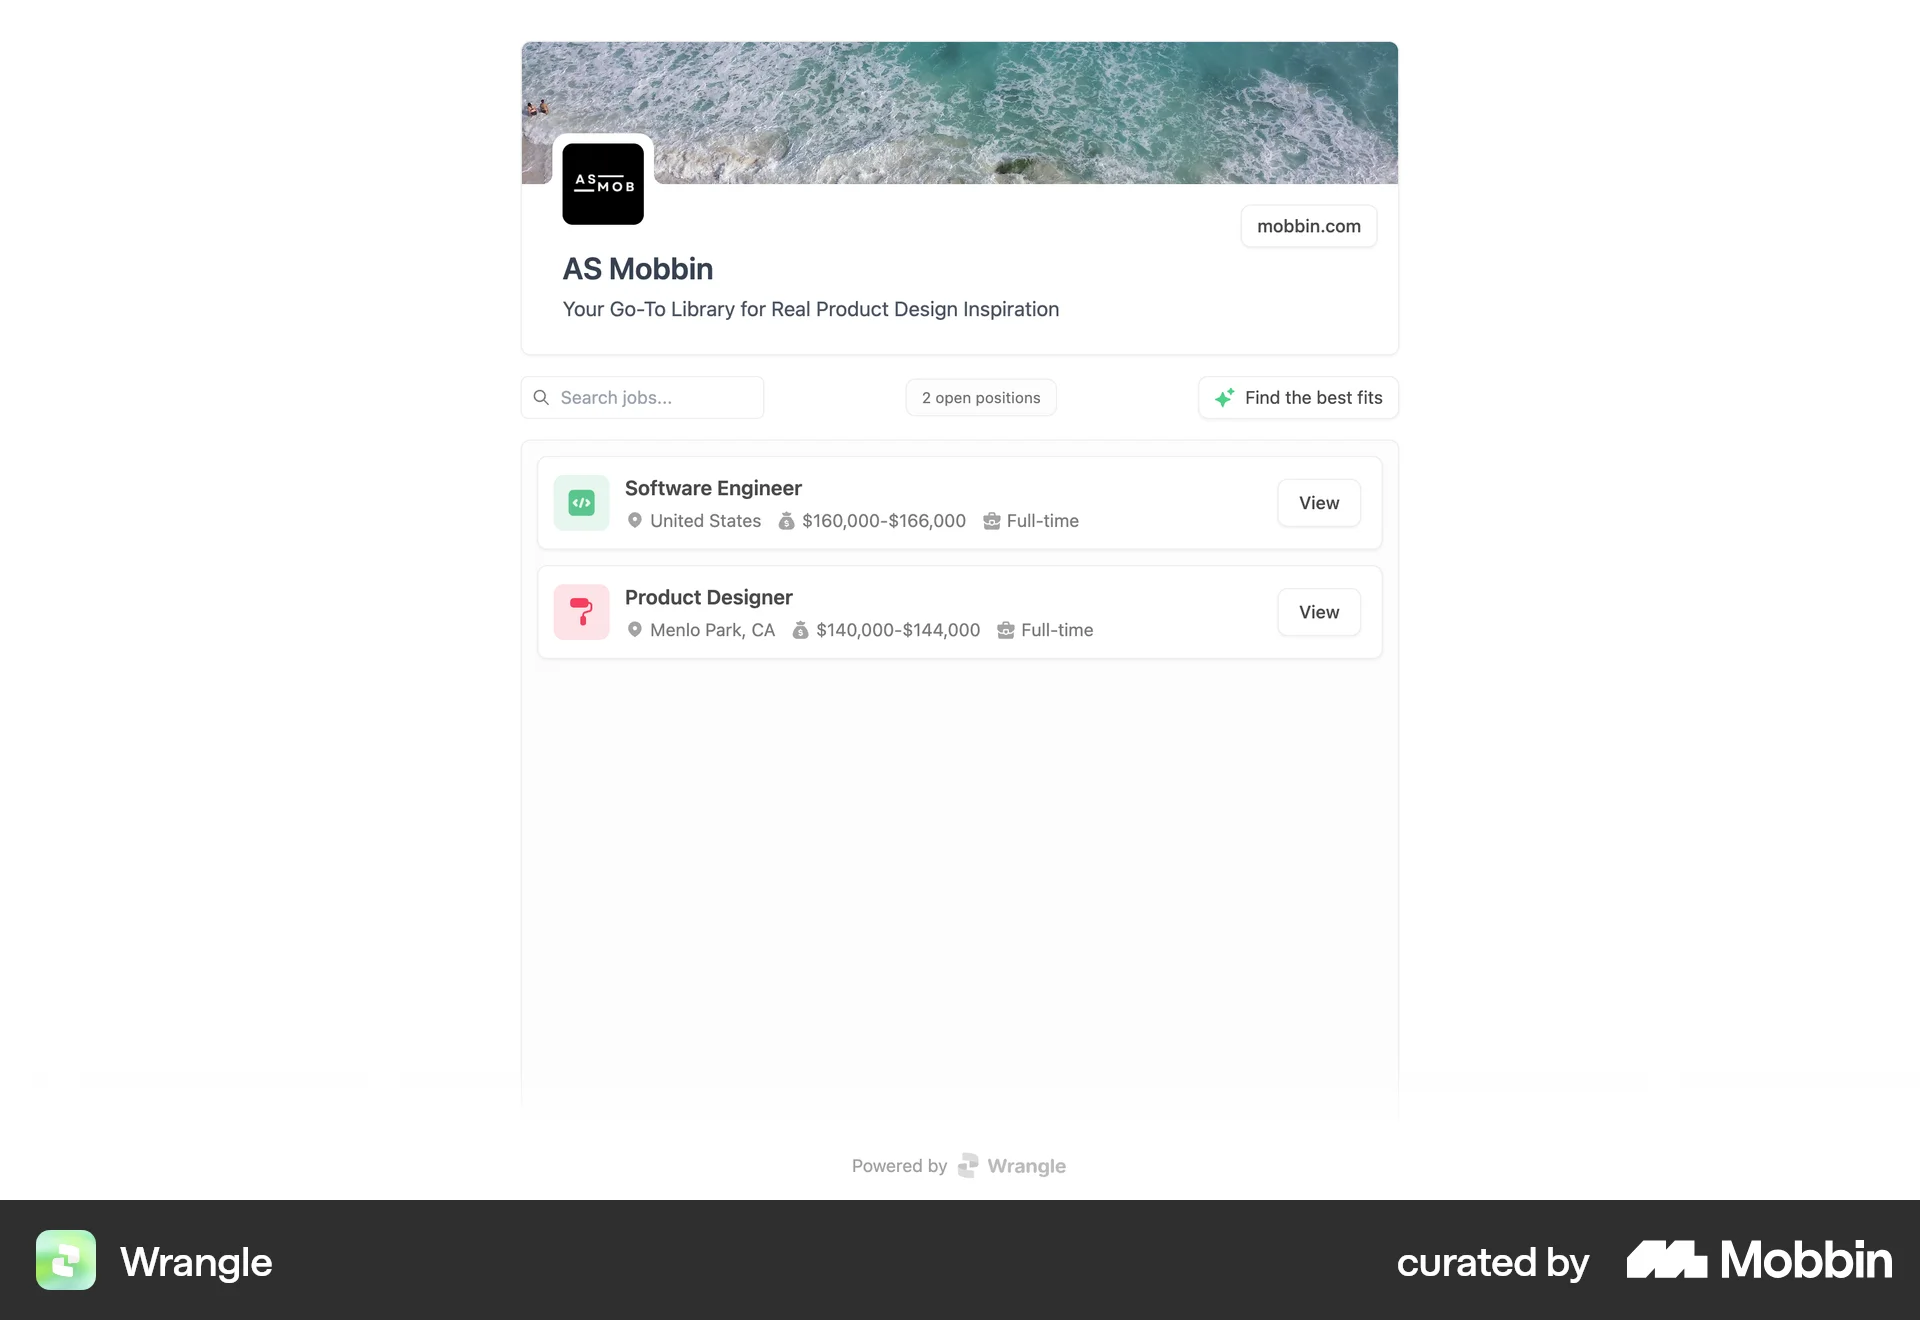 AS
MOB
mobbin.com
AS Mobbin
Your Go-To Library for Real Product Design Inspiration
Search jobs...
2 open positions
Find the best fits
Software Engineer
United States $160,000-$166,000 Full-time
View
Product Designer
Menlo Park, CA $140,000-$144,000 Full-time
View
Powered by Wrangle
Wrangle
curated by Mobbin